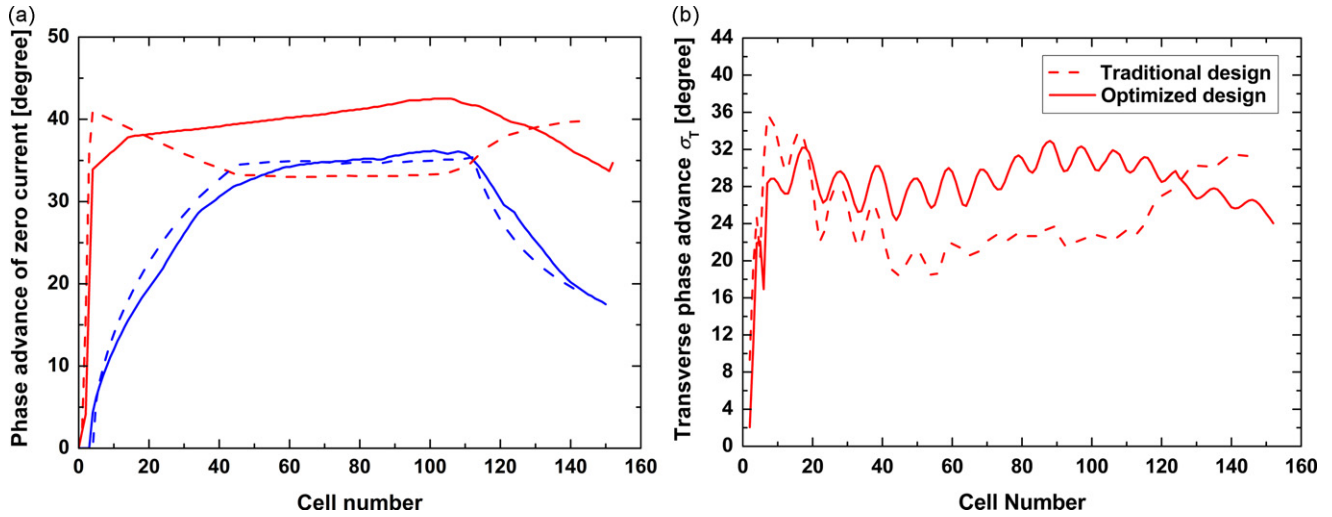 (a)
Phase advance of zero current [degree]
50
40
30
20
10
0
0 20 40 60 80 100 120 140 160
Cell number
(b)
Transverse phase advance σT [degree]
44
40
36
32
28
24
20
16
12
8
4
0
0 20 40 60 80 100 120 140 160
Cell Number
Traditional design
Optimized design